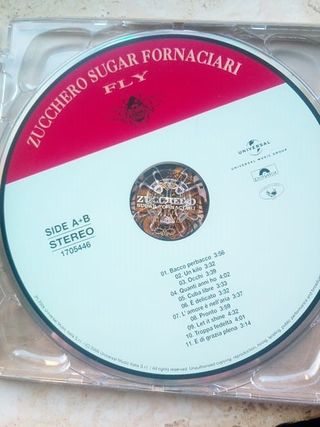 ZUCCHERO SUGAR FORNACIARI
FLY
UNIVERSAL
UNIVERSAL MUSIC GROUP
SIDE A+B
STEREO
1705446
ZUCCHERO
SUGAR FORNACIARI
01. Bacco perbacco 3:56
02. Un kilo 3:32
03. Occhi 3:39
04. Quanti anni ho 4:02
05. Cuba libre 3:33
06. E delicato 3:32
07. L' amore è nell'aria 3:37
08. Pronto 3:59
09. Let it shine 4:32
10. Troppa fedeltà 4:01
11. E di grazia plena 3:14